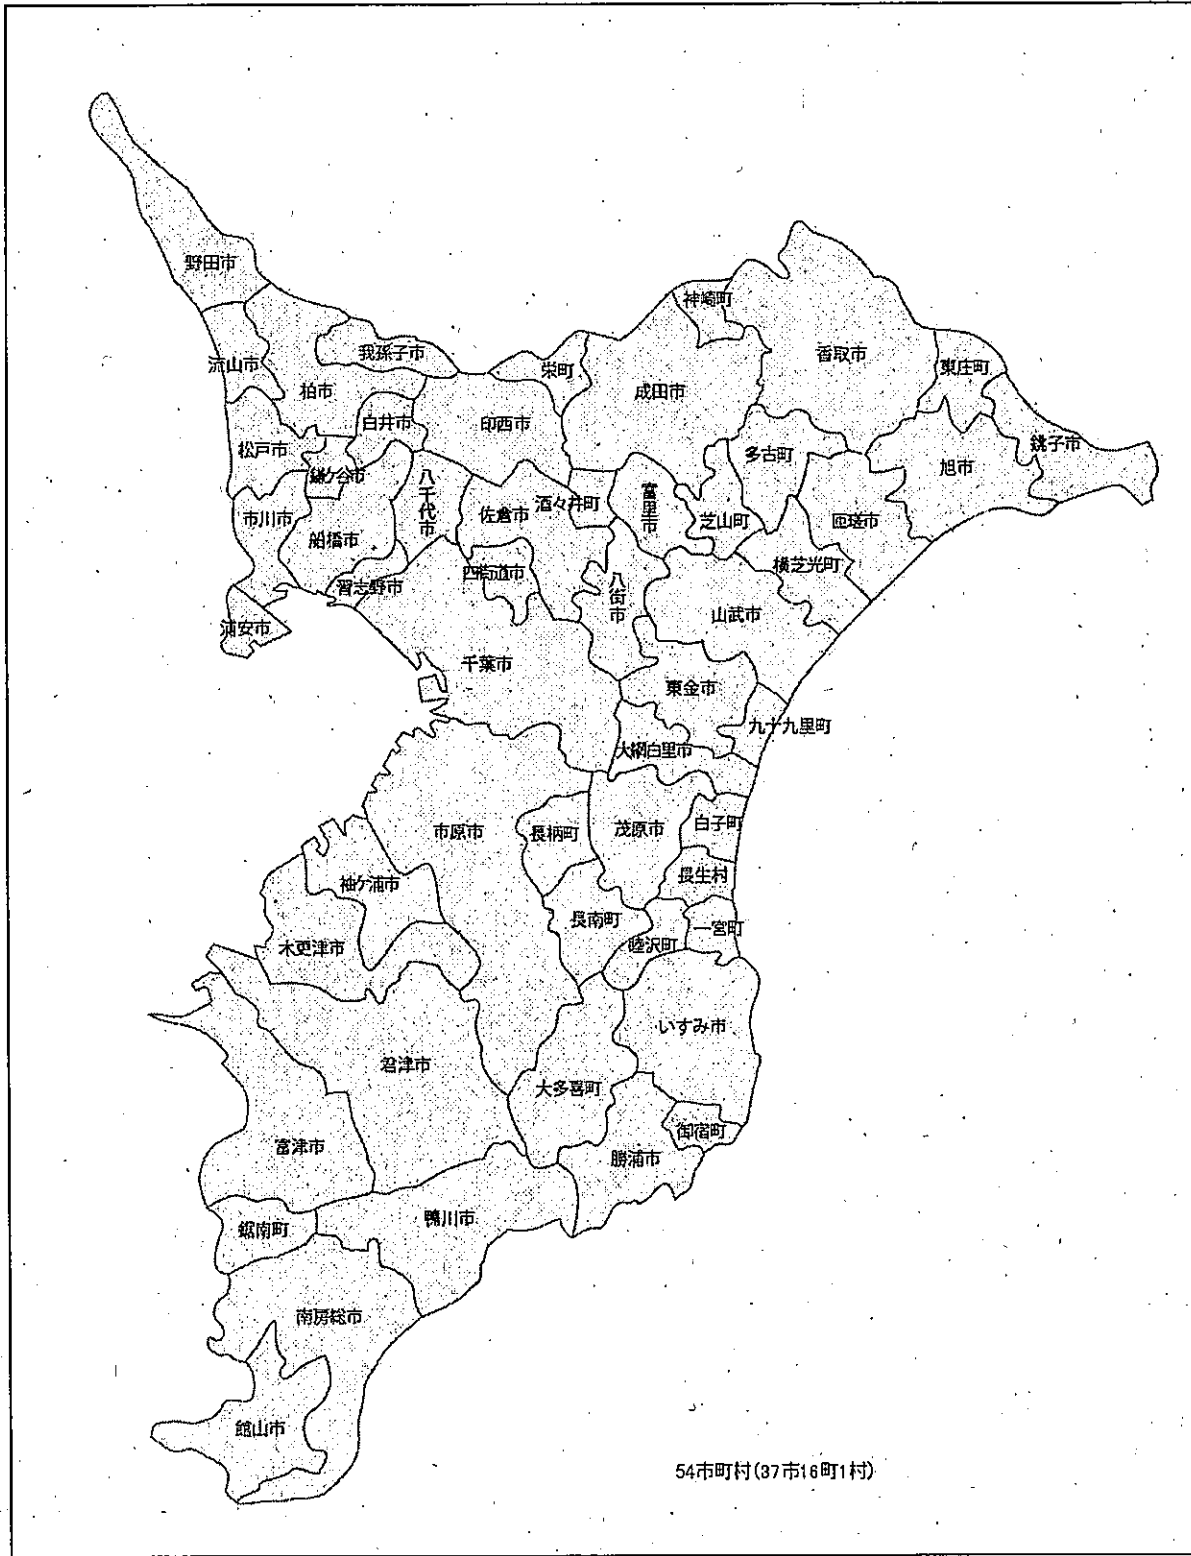 野田市
神崎町
流山市
我孫子市
栄町
香取市
東庄町
柏市
成田市
白井市
印西市
松戸市
鎌ケ谷市
多古町
銚子市
旭市
八千代市
市川市
佐倉市
酒々井町
富里市
芝山町
匝瑳市
船橋市
横芝光町
習志野市
四街道市
八街市
山武市
浦安市
千葉市
東金市
九十九里町
大網白里市
市原市
長柄町
茂原市
白子町
袖ケ浦市
長生村
木更津市
長南町
睦沢町
一宮町
いすみ市
君津市
大多喜町
富津市
勝浦市
御宿町
鋸南町
鴨川市
南房総市
館山市
54市町村(37市16町1村)